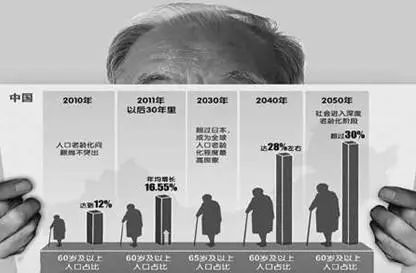 中国
2010年
人口老龄化问
题尚不突出
达到12%
60岁及以上
人口占比
2011年
以后30年里
年均增长
16.55%
60岁及以上
人口占比
2030年
超过日本,
成为全球
人口老龄
化程度最
高国家
65岁及以上
人口占比
2040年
达28%左右
60岁及以上
人口占比
2050年
社会进入深度
老龄化阶段
超过30%
60岁及以上
人口占比